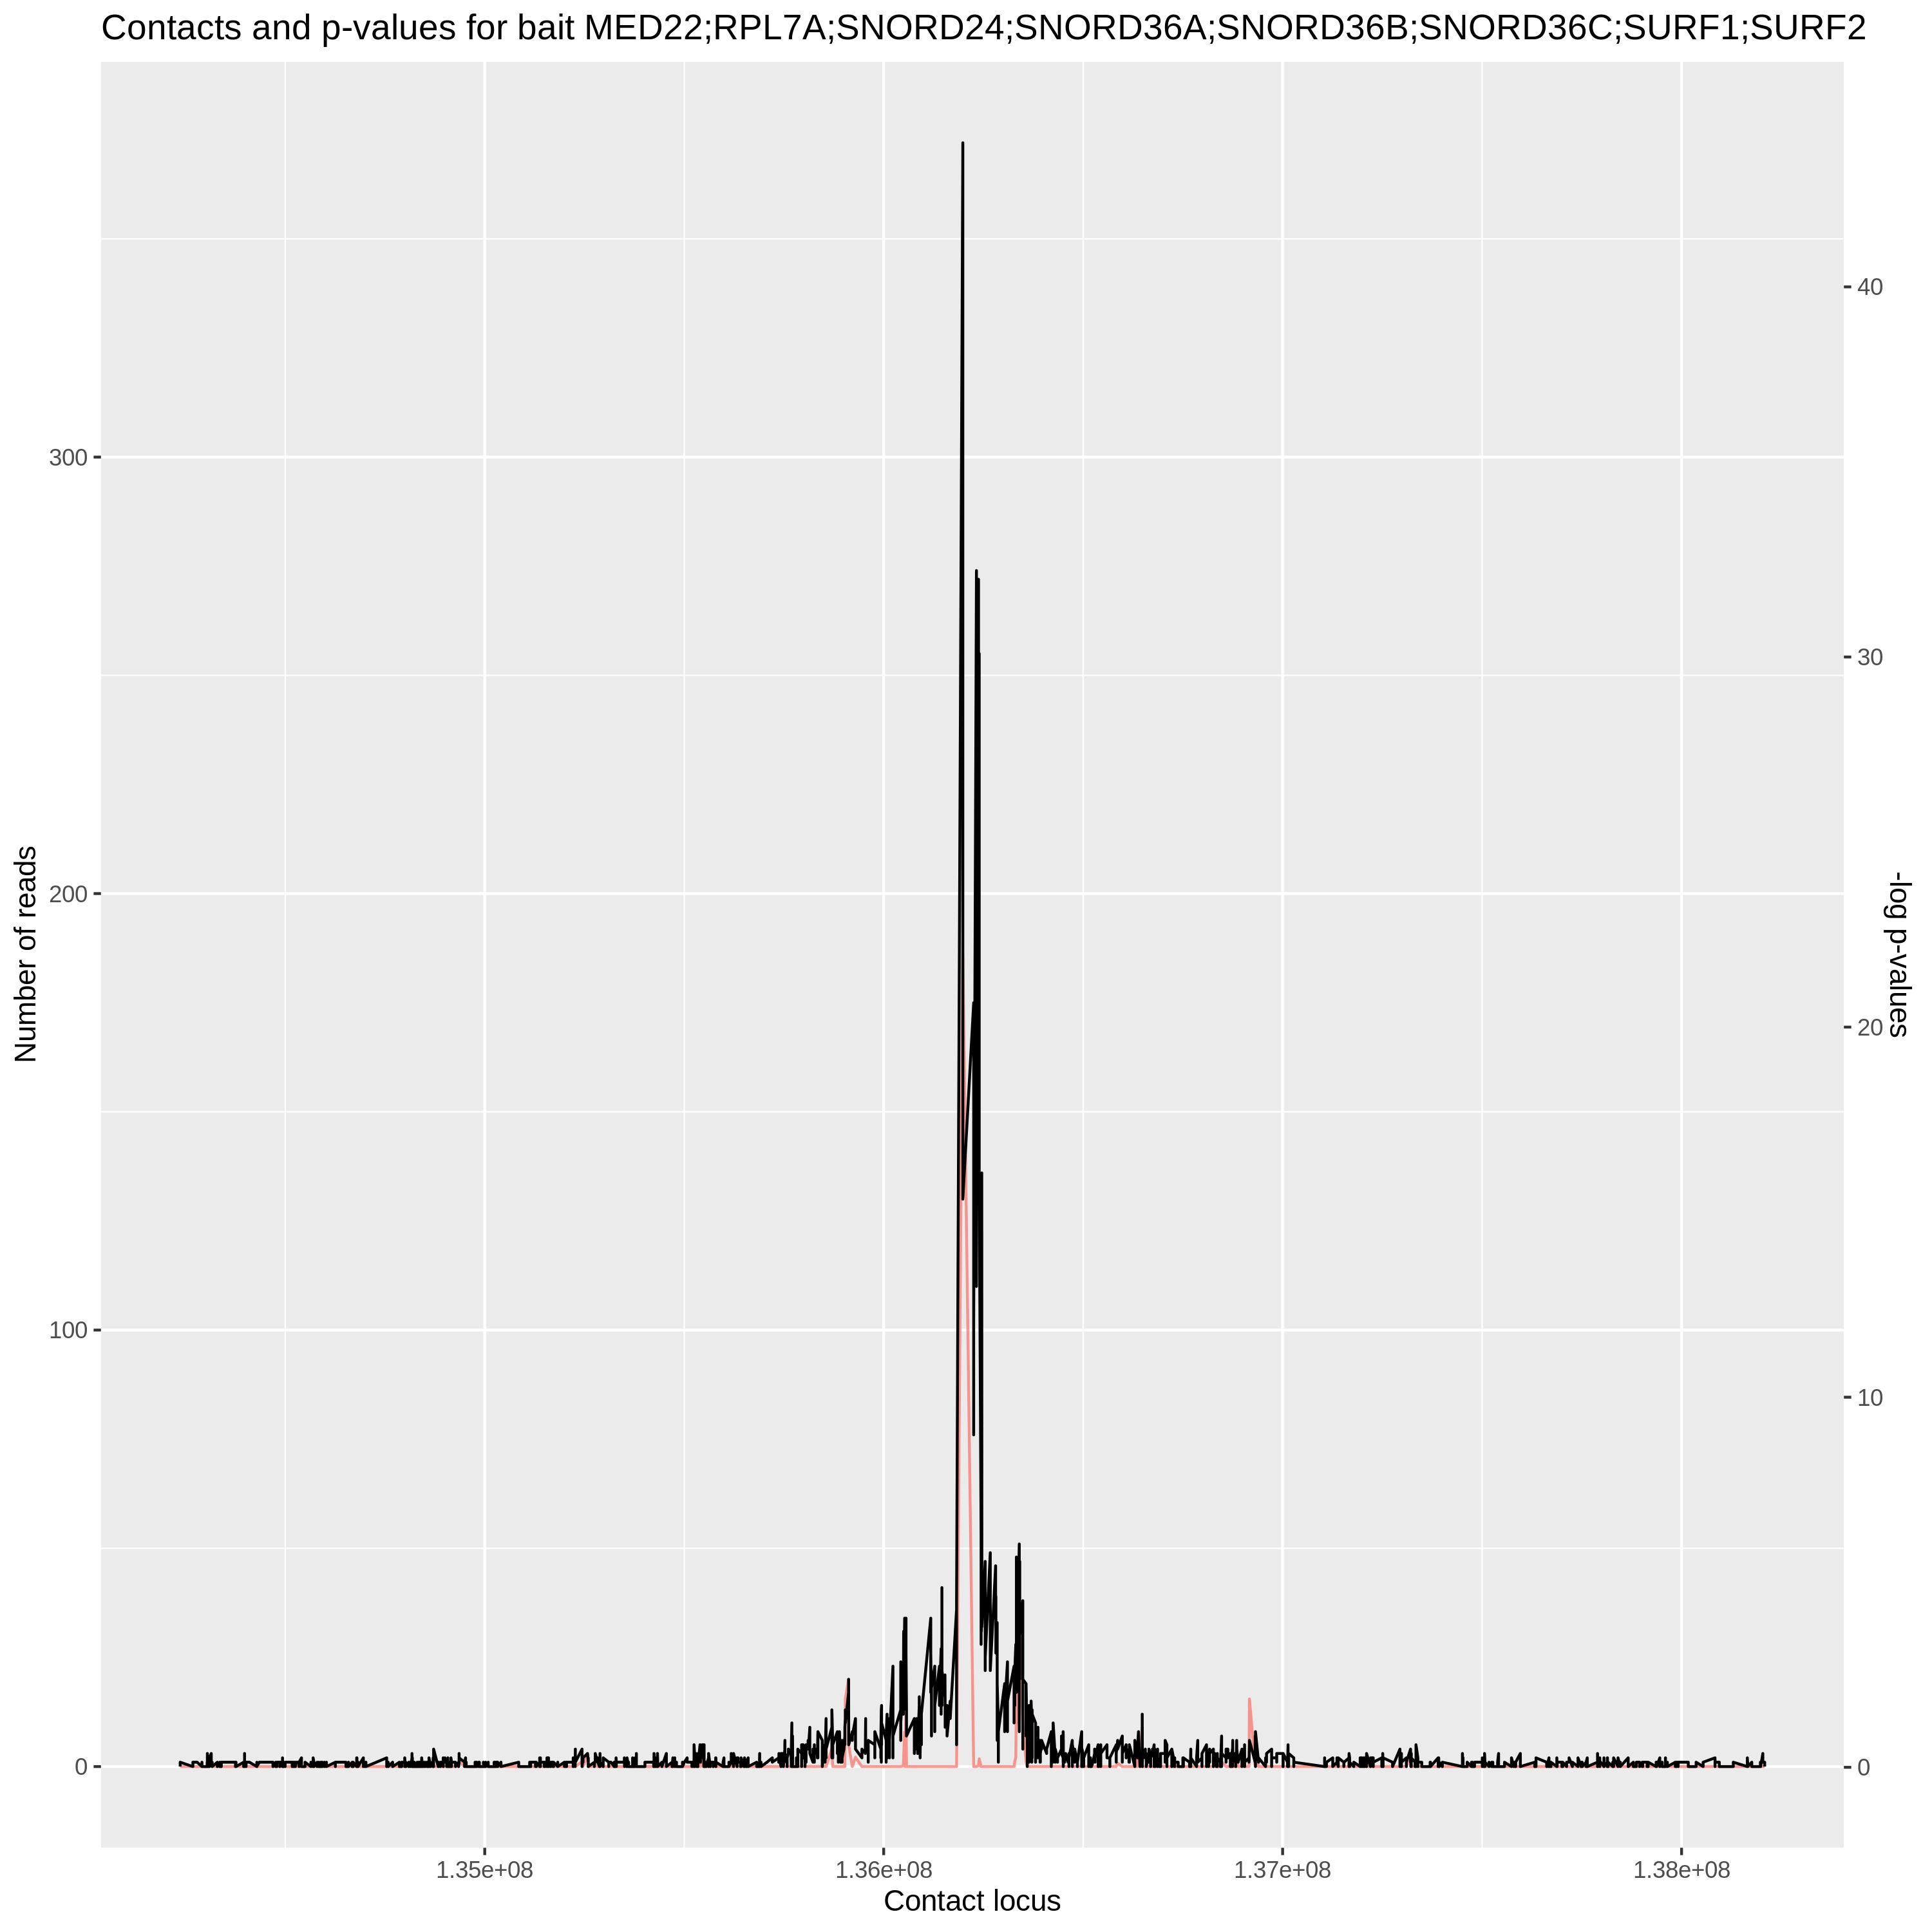 Contacts and p-values for bait MED22;RPL7A;SNORD24;SNORD36A;SNORD36B;SNORD36C;SURF1;SURF2
300
200
100
0
Number of reads
40
30
20
10
0
-log p-values
1.35e+08 1.36e+08 1.37e+08 1.38e+08
Contact locus